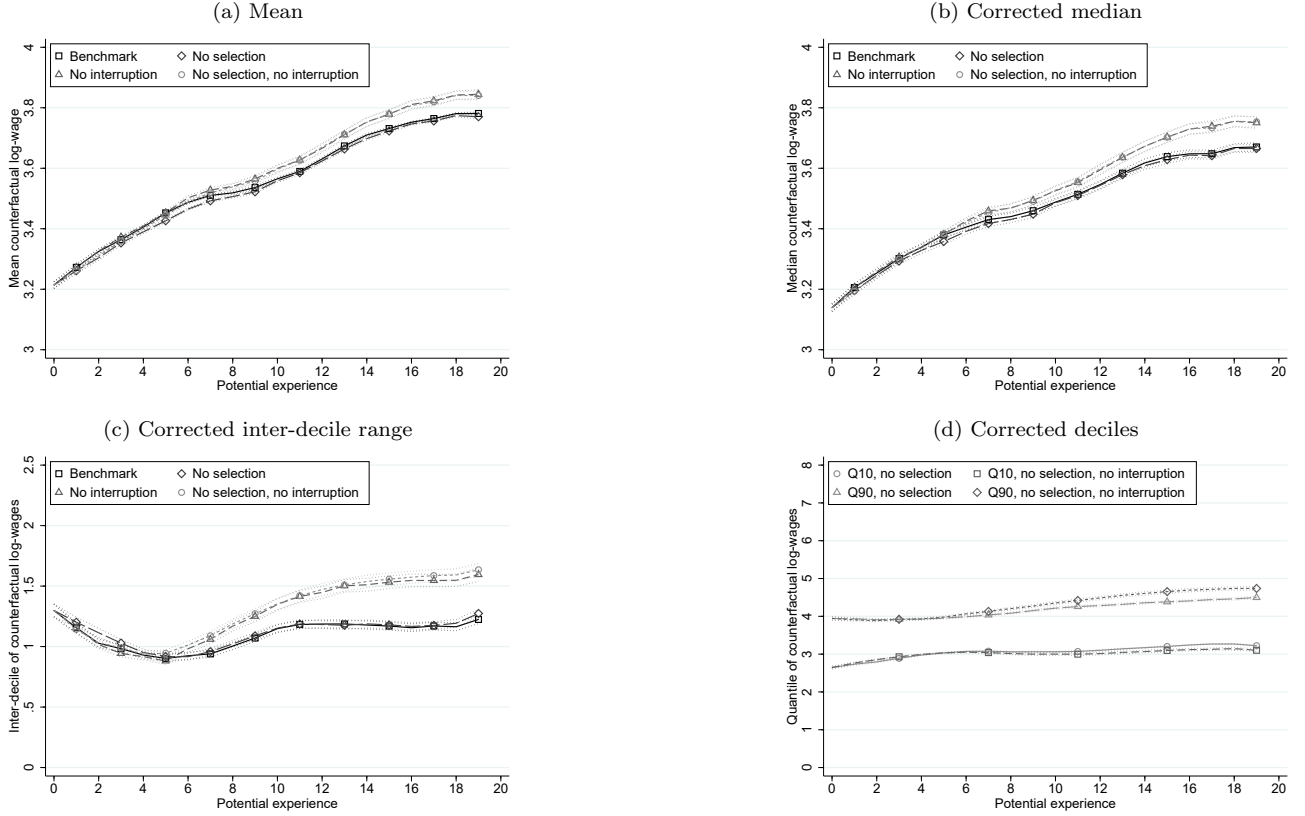 (a) Mean
Mean counterfactual log-wage
3 3.2 3.4 3.6 3.8 4
Benchmark No selection
No interruption No selection, no interruption
0 2 4 6 8 10 12 14 16 18 20
Potential experience
(b) Corrected median
Median counterfactual log-wage
3 3.2 3.4 3.6 3.8 4
Benchmark No selection
No interruption No selection, no interruption
0 2 4 6 8 10 12 14 16 18 20
Potential experience
(c) Corrected inter-decile range
Inter-decile of counterfactual log-wages
0 .5 1 1.5 2 2.5
Benchmark No selection
No interruption No selection, no interruption
0 2 4 6 8 10 12 14 16 18 20
Potential experience
(d) Corrected deciles
Quantile of counterfactual log-wages
0 1 2 3 4 5 6 7 8
Q10, no selection Q10, no selection, no interruption
Q90, no selection Q90, no selection, no interruption
0 2 4 6 8 10 12 14 16 18 20
Potential experience